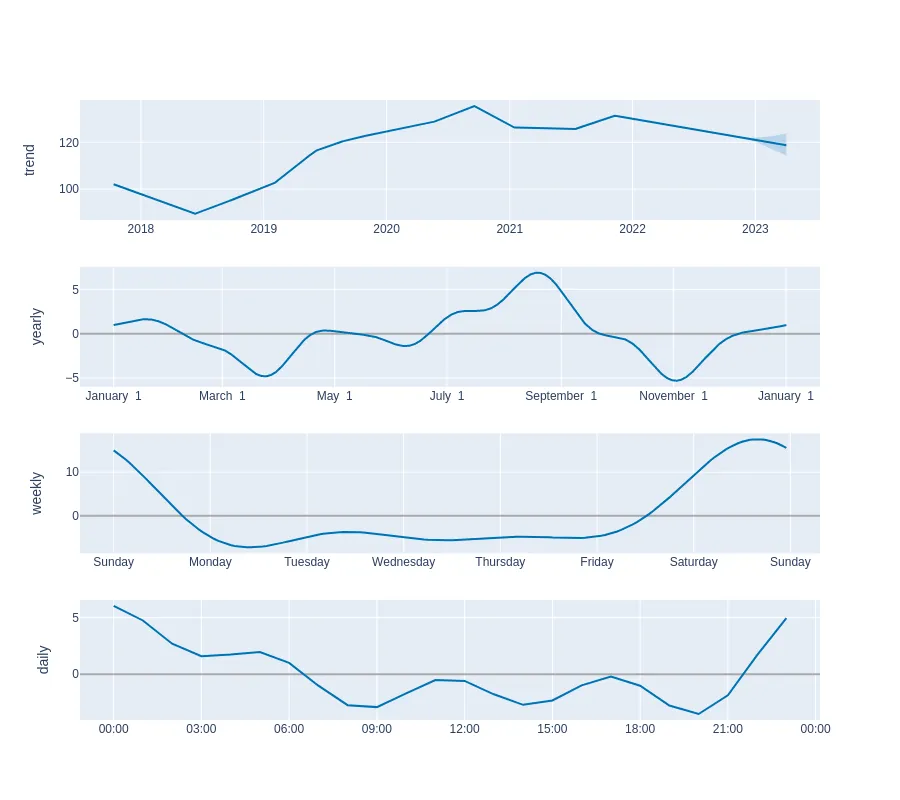 trend
120
100
2018 2019 2020 2021 2022 2023
yearly
5
0
−5
January 1 March 1 May 1 July 1 September 1 November 1 January 1
weekly
10
0
Sunday Monday Tuesday Wednesday Thursday Friday Saturday Sunday
daily
5
0
00:00 03:00 06:00 09:00 12:00 15:00 18:00 21:00 00:00